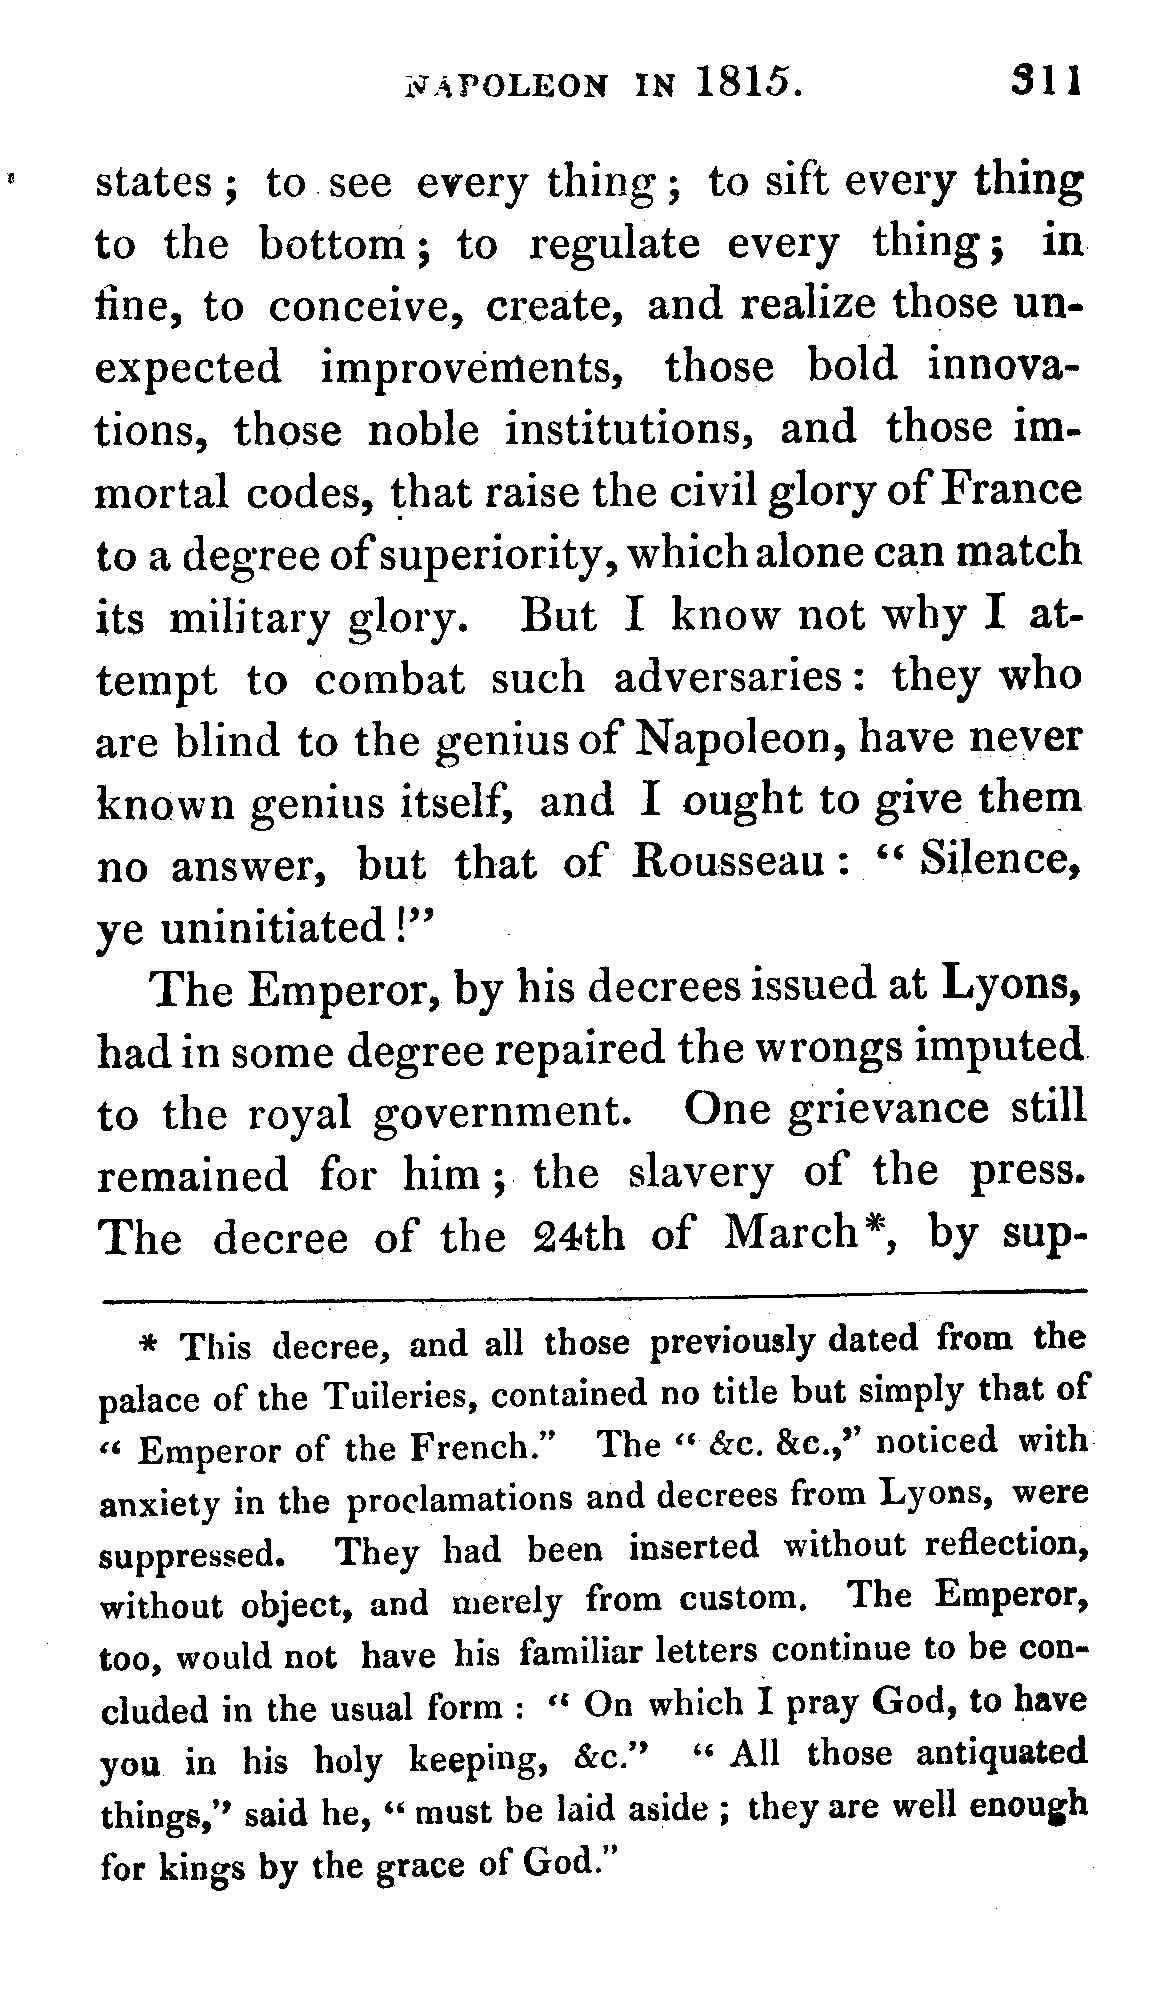 NAPOLEON IN 1815. 311
states; to see every thing; to sift every thing
to the bottom; to regulate every thing; in
fine, to conceive, create, and realize those un-
expected improvements, those bold innova-
tions, those noble institutions, and those im-
mortal codes, that raise the civil glory of France
to a degree of superiority, which alone can match
its military glory. But I know not why I at-
tempt to combat such adversaries: they who
are blind to the genius of Napoleon, have never
known genius itself, and I ought to give them
no answer, but that of Rousseau: “Silence,
ye uninitiated!”
The Emperor, by his decrees issued at Lyons,
had in some degree repaired the wrongs imputed
to the royal government. One grievance still
remained for him; the slavery of the press.
The decree of the 24th of March*, by sup-
* This decree, and all those previously dated from the
palace of the Tuileries, contained no title but simply that of
“Emperor of the French.” The “&c. &c.,” noticed with
anxiety in the proclamations and decrees from Lyons, were
suppressed. They had been inserted without reflection,
without object, and merely from custom. The Emperor,
too, would not have his familiar letters continue to be con-
cluded in the usual form: “On which I pray God, to have
you in his holy keeping, &c.” “All those antiquated
things,” said he, “must be laid aside; they are well enough
for kings by the grace of God.”